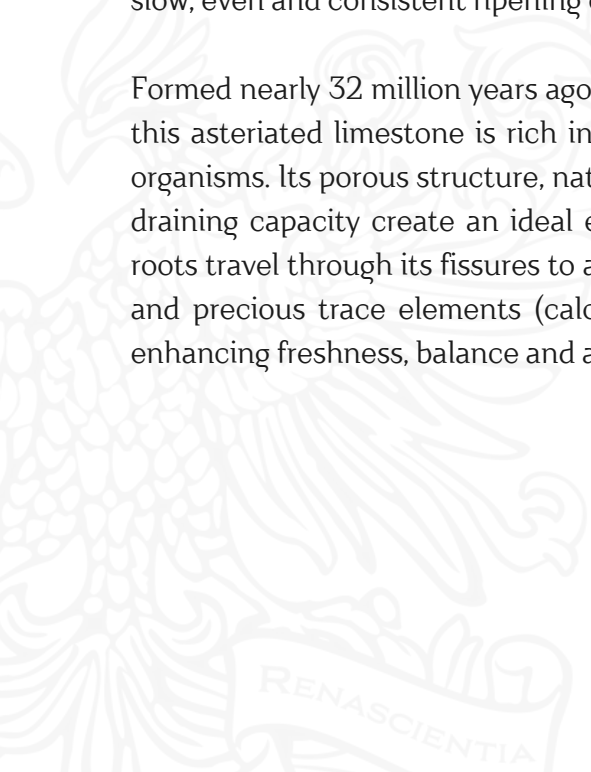 slow, even and consistent ripening
Formed nearly 32 million years ago
this asteriated limestone is rich in
organisms. Its porous structure, nat
draining capacity create an ideal
roots travel through its fissures to a
and precious trace elements (calc
enhancing freshness, balance and a
RENASCIENTIA